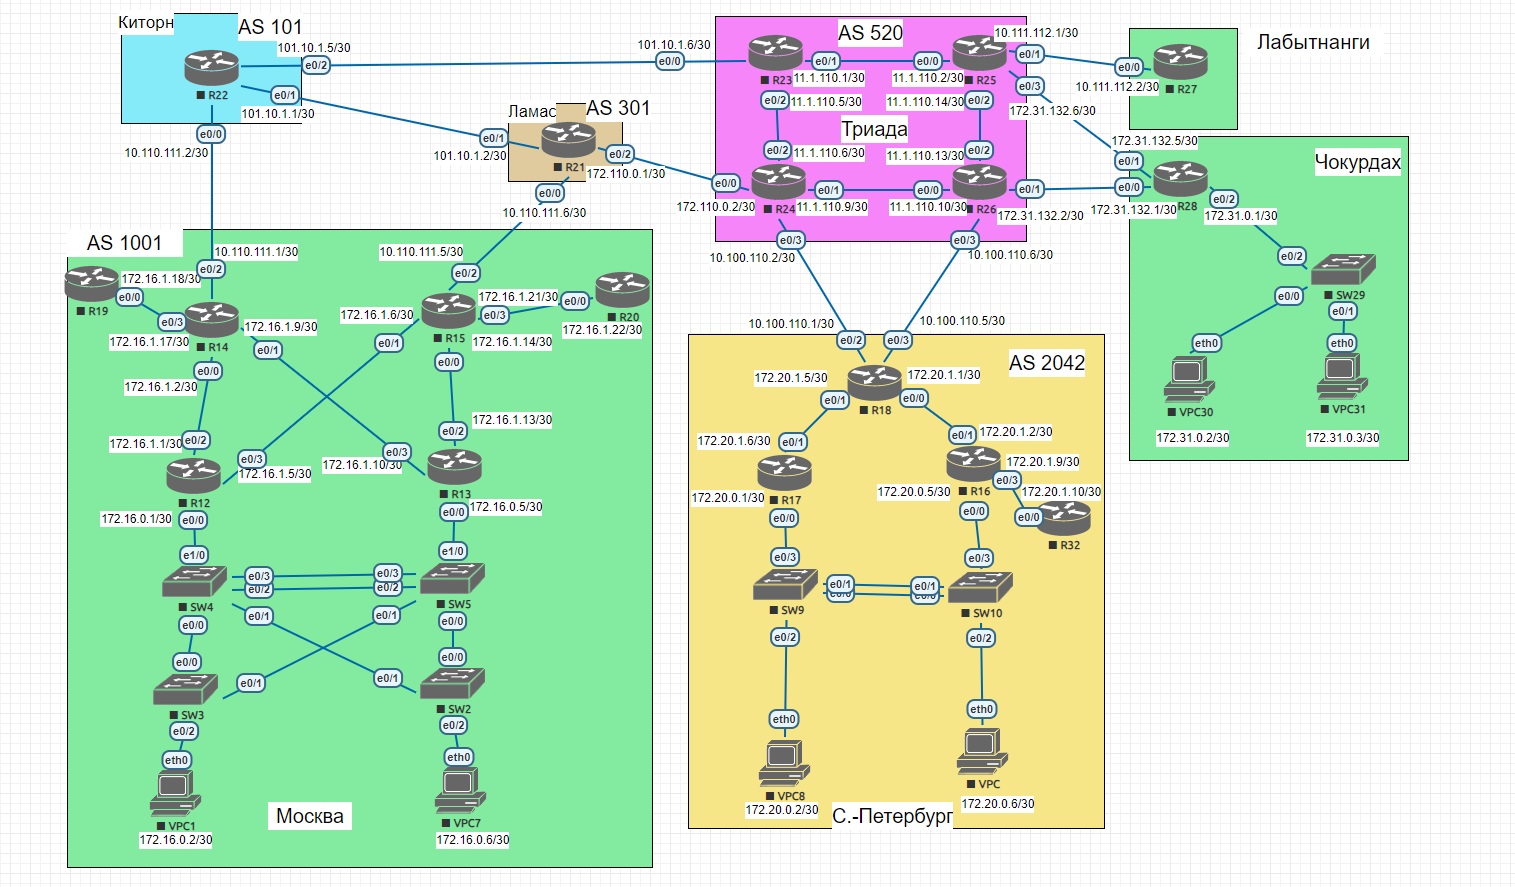 Киторн
AS 101
101.10.1.5/30
e0/2
R22
e0/1
101.10.1.1/30
e0/0
10.110.111.2/30
Ламас
AS 301
e0/1
101.10.1.2/30
R21
e0/2
172.110.0.1/30
e0/0
10.110.111.6/30
AS 520
101.10.1.6/30
e0/0
R23
e0/1
11.1.110.1/30
e0/0
11.1.110.2/30
R25
10.111.112.1/30
e0/1
e0/3
172.31.132.6/30
e0/2
11.1.110.5/30
11.1.110.14/30
e0/2
Триада
e0/2
11.1.110.6/30
11.1.110.13/30
e0/2
e0/0
172.110.0.2/30
R24
e0/1
11.1.110.9/30
e0/0
11.1.110.10/30
R26
e0/1
172.31.132.2/30
e0/3
10.100.110.2/30
e0/3
10.100.110.6/30
Лабытнанги
e0/0
10.111.112.2/30
R27
Чокурдах
172.31.132.5/30
e0/1
e0/0
172.31.132.1/30
R28
e0/2
172.31.0.1/30
e0/2
SW29
e0/0
e0/1
eth0
eth0
VPC30
VPC31
172.31.0.2/30
172.31.0.3/30
AS 1001
10.110.111.1/30
e0/2
10.110.111.5/30
e0/2
172.16.1.18/30
e0/0
R19
e0/3
172.16.1.17/30
R14
172.16.1.9/30
e0/1
e0/0
172.16.1.2/30
172.16.1.6/30
e0/1
R15
172.16.1.21/30
e0/3
172.16.1.14/30
e0/0
R20
172.16.1.22/30
e0/0
172.16.1.13/30
e0/2
172.16.1.1/30
e0/2
e0/3
172.16.1.5/30
172.16.1.10/30
e0/3
R12
R13
172.16.0.1/30
e0/0
e0/0
172.16.0.5/30
e1/0
e1/0
e0/3
e0/3
e0/2
e0/2
SW4
SW5
e0/0
e0/1
e0/1
e0/0
e0/0
e0/1
e0/1
e0/0
SW3
SW2
e0/2
e0/2
eth0
eth0
VPC1
VPC7
Москва
172.16.0.2/30
172.16.0.6/30
10.100.110.1/30
e0/2
e0/3
10.100.110.5/30
AS 2042
172.20.1.5/30
172.20.1.1/30
R18
e0/1
e0/0
172.20.1.6/30
e0/1
e0/1
172.20.1.2/30
R17
R16
172.20.1.9/30
e0/3
172.20.1.10/30
172.20.0.1/30
172.20.0.5/30
e0/0
e0/0
e0/0
R32
e0/3
e0/3
e0/1
e0/1
e0/0
e0/0
SW9
SW10
e0/2
e0/2
eth0
eth0
VPC8
VPC
172.20.0.2/30
172.20.0.6/30
С.-Петербург